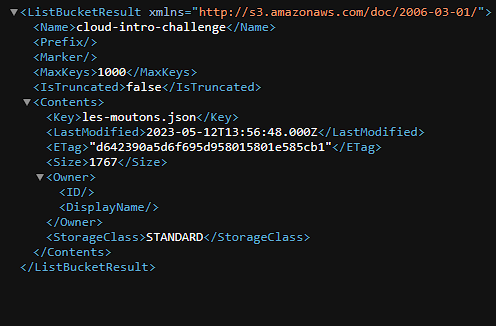 ▼<ListBucketResult xmlns="http://s3.amazonaws.com/doc/2006-03-01/">
<Name>cloud-intro-challenge</Name>
<Prefix/>
<Marker/>
<MaxKeys>1000</MaxKeys>
<IsTruncated>false</IsTruncated>
▼<Contents>
<Key>les-moutons.json</Key>
<LastModified>2023-05-12T13:56:48.000Z</LastModified>
<ETag>"d642390a5d6f695d958015801e585cb1"</ETag>
<Size>1767</Size>
▼<Owner>
<ID/>
<DisplayName/>
</Owner>
<StorageClass>STANDARD</StorageClass>
</Contents>
</ListBucketResult>